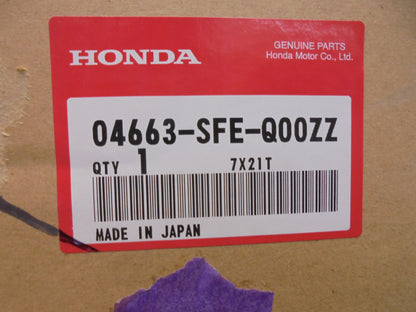 HONDA
GENUINE PARTS
Honda Motor Co., Ltd.
04663-SFE-Q00ZZ
QTY 1 7X21T
MADE IN JAPAN